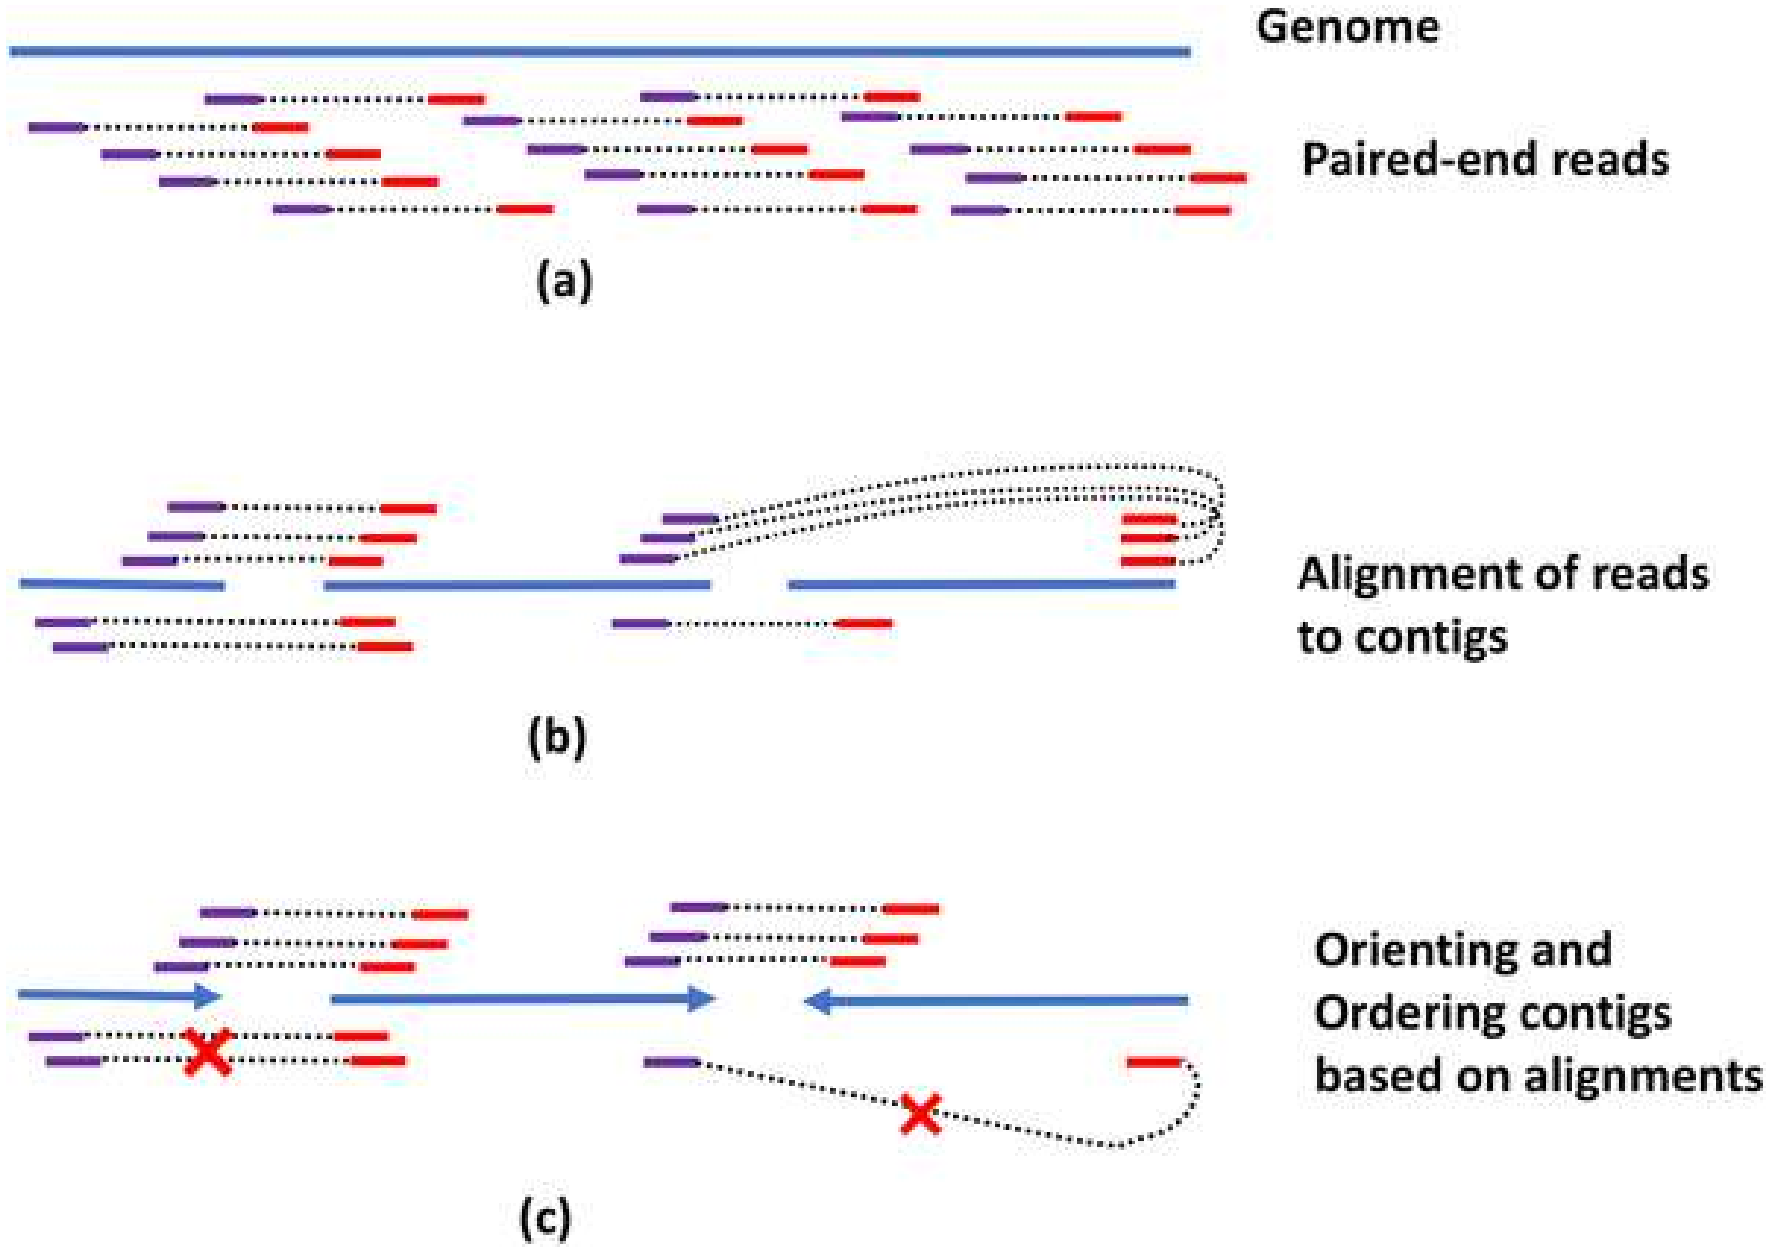 Genome
Paired-end reads
(a)
Alignment of reads
to contigs
(b)
Orienting and
Ordering contigs
based on alignments
(c)